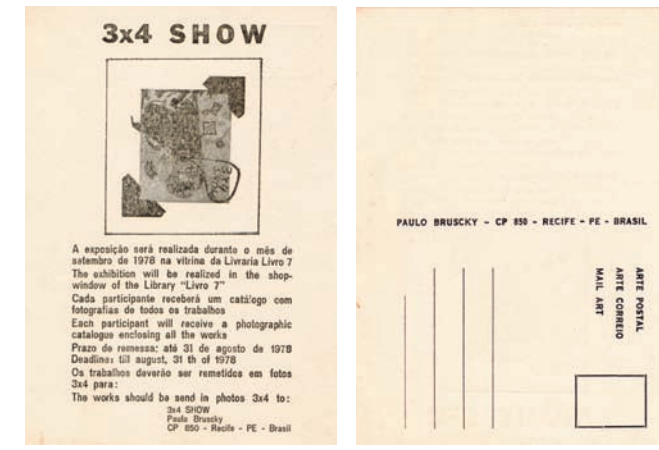 3x4 SHOW
3X4
A exposição será realizada durante o mês de
setembro de 1978 na vitrina da Livraria Livro 7
The exhibition will be realized in the shop-
window of the Library "Livro 7"
Cada participante receberá um catálogo com
fotografias de todos os trabalhos
Each participant will receive a photographic
catalogue enclosing all the works
Prazo de remessa: até 31 de agosto de 1978
Deadline: till august, 31 th of 1978
Os trabalhos deverão ser remetidos em fotos
3x4 para:
The works should be send in photos 3x4 to:
3x4 SHOW
Paulo Bruscky
CP 850 - Recife - PE - Brasil
PAULO BRUSCKY - CP 850 - RECIFE - PE - BRASIL
ARTE POSTAL
ARTE CORREIO
MAIL ART